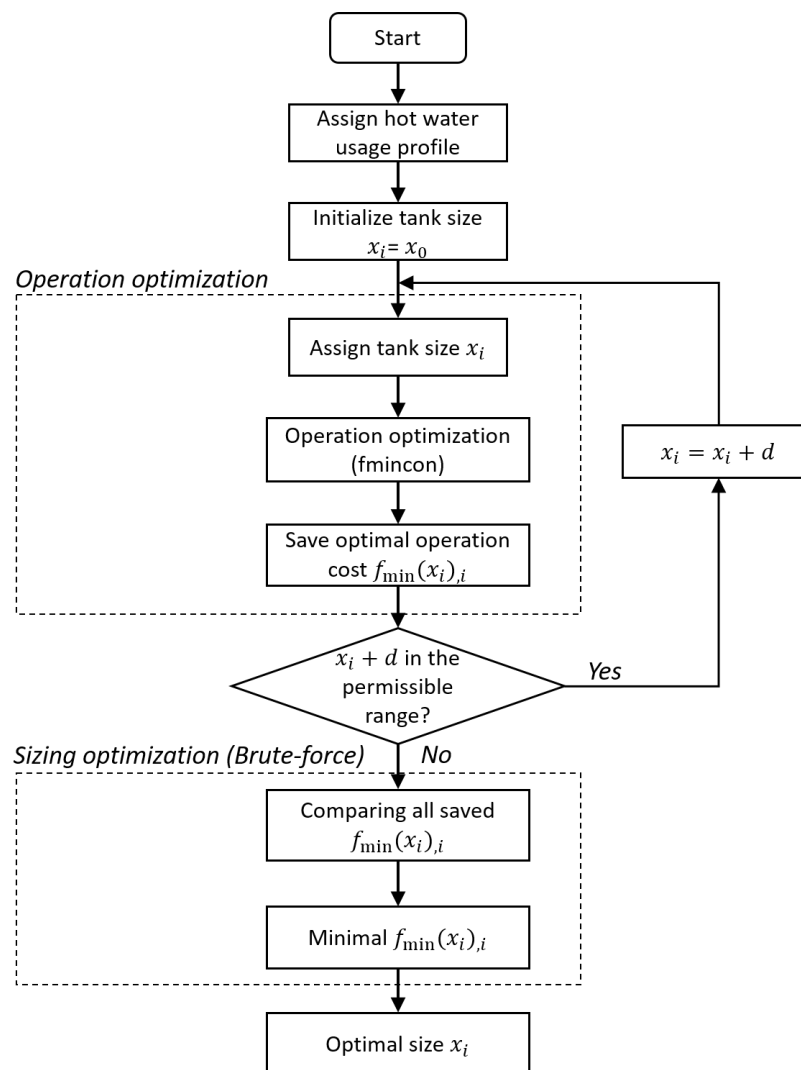 Start
Assign hot water
usage profile
Initialize tank size
x_i = x_0
Operation optimization
Assign tank size x_i
Operation optimization
(fmincon)
x_i = x_i + d
Save optimal operation
cost f_min(x_i),i
x_i + d in the
permissible
range?
Yes
Sizing optimization (Brute-force)
No
Comparing all saved
f_min(x_i),i
Minimal f_min(x_i),i
Optimal size x_i